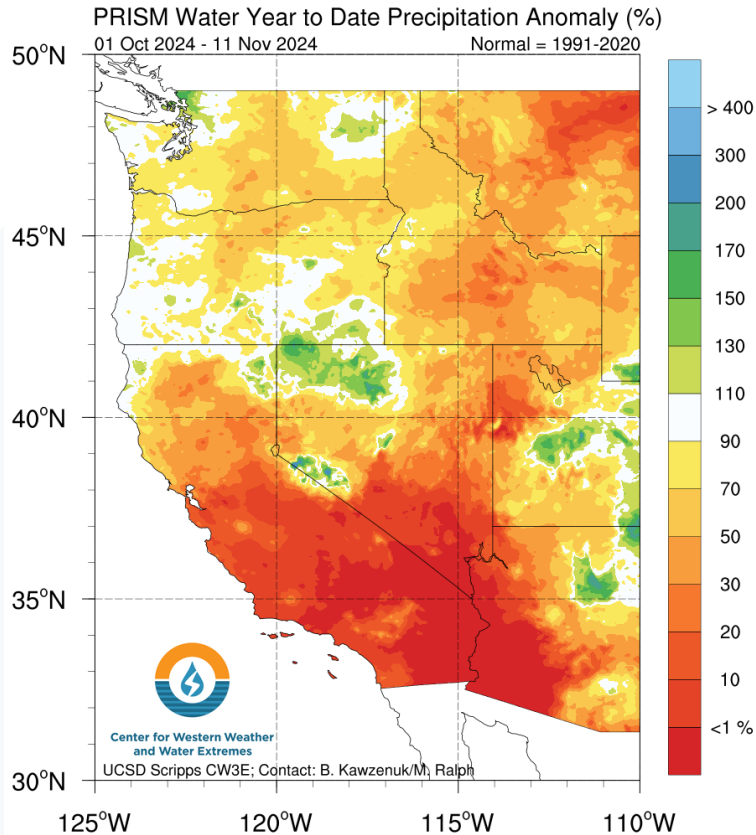 PRISM Water Year to Date Precipitation Anomaly (%)
01 Oct 2024 - 11 Nov 2024 Normal = 1991-2020
50°N
45°N
40°N
35°N
30°N
125°W 120°W 115°W 110°W
> 400
300
200
170
150
130
110
90
70
50
30
20
10
<1 %
Center for Western Weather
and Water Extremes
UCSD Scripps CW3E; Contact: B. Kawzenuk/M. Ralph